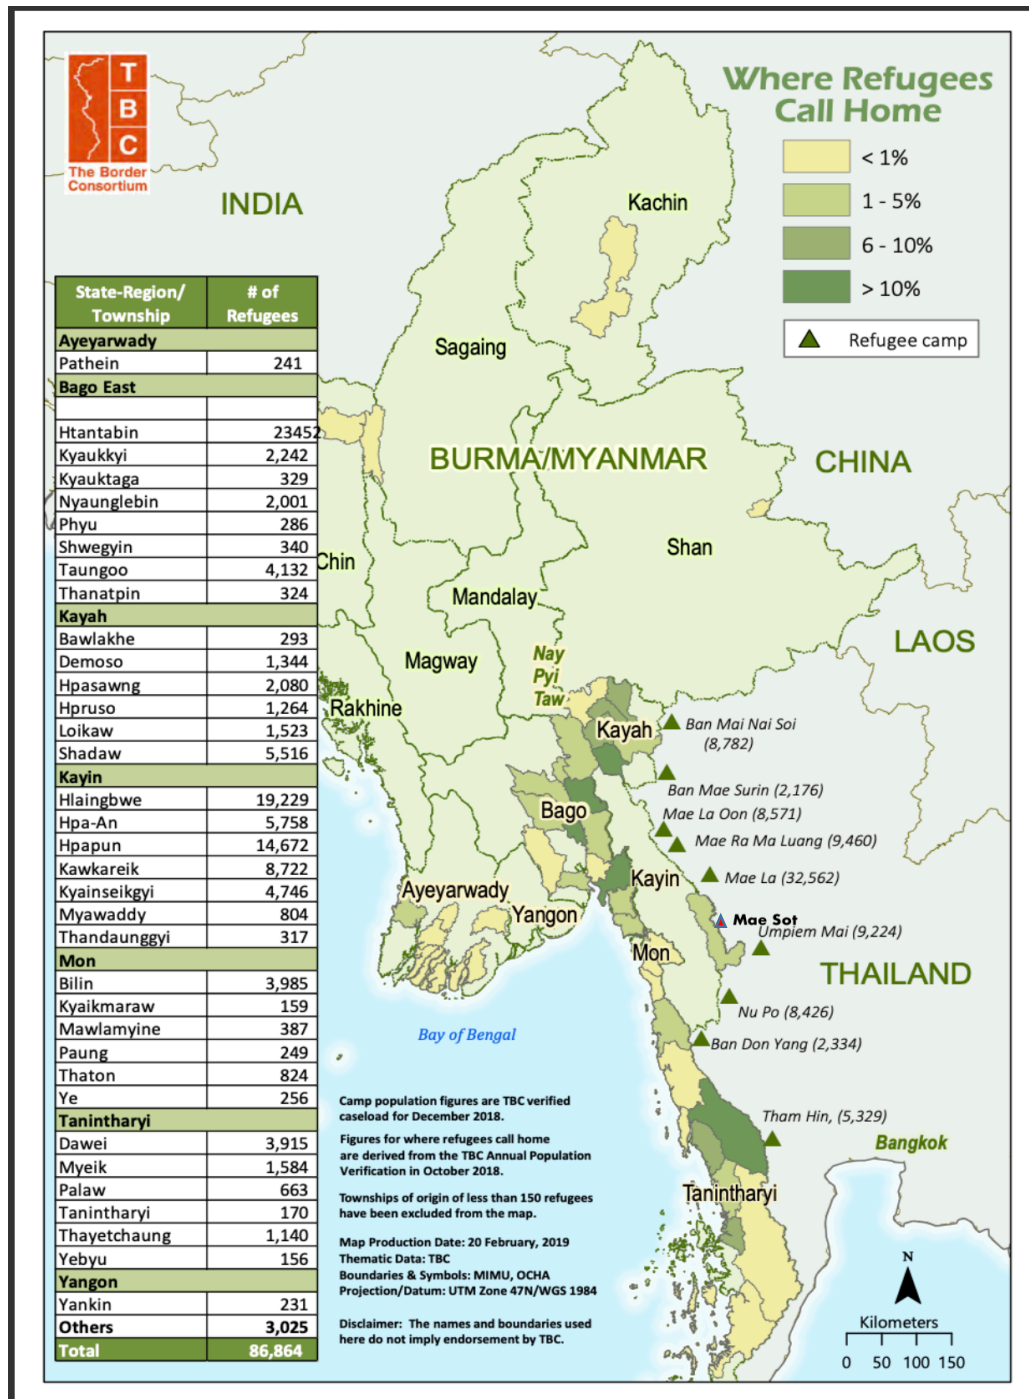 T
B
C
The Border
Consortium
Where Refugees
Call Home
< 1%
1 - 5%
6 - 10%
> 10%
Refugee camp
INDIA
Kachin
Sagaing
BURMA/MYANMAR
CHINA
Shan
Chin
Mandalay
Magway
Nay
Pyi
Taw
LAOS
Rakhine
Kayah
Ban Mai Nai Soi
(8,782)
Ban Mae Surin (2,176)
Mae La Oon (8,571)
Bago
Mae Ra Ma Luang (9,460)
Mae La (32,562)
Kayin
Ayeyarwady
Yangon
Mae Sot
Umpiem Mai (9,224)
Mon
THAILAND
Nu Po (8,426)
Bay of Bengal
Ban Don Yang (2,334)
Tham Hin, (5,329)
Bangkok
Tanintharyi
State-Region/ # of
Township Refugees
Ayeyarwady
Pathein 241
Bago East
Htantabin 23452
Kyaukkyi 2,242
Kyauktaga 329
Nyaunglebin 2,001
Phyu 286
Shwegyin 340
Taungoo 4,132
Thanatpin 324
Kayah
Bawlakhe 293
Demoso 1,344
Hpasawng 2,080
Hpruso 1,264
Loikaw 1,523
Shadaw 5,516
Kayin
Hlaingbwe 19,229
Hpa-An 5,758
Hpapun 14,672
Kawkareik 8,722
Kyainseikgyi 4,746
Myawaddy 804
Thandaunggyi 317
Mon
Bilin 3,985
Kyaikmaraw 159
Mawlamyine 387
Paung 249
Thaton 824
Ye 256
Tanintharyi
Dawei 3,915
Myeik 1,584
Palaw 663
Tanintharyi 170
Thayetchaung 1,140
Yebyu 156
Yangon
Yankin 231
Others 3,025
Total 86,864
Camp population figures are TBC verified
caseload for December 2018.
Figures for where refugees call home
are derived from the TBC Annual Population
Verification in October 2018.
Townships of origin of less than 150 refugees
have been excluded from the map.
Map Production Date: 20 February, 2019
Thematic Data: TBC
Boundaries & Symbols: MIMU, OCHA
Projection/Datum: UTM Zone 47N/WGS 1984
Disclaimer: The names and boundaries used
here do not imply endorsement by TBC.
N
Kilometers
0 50 100 150